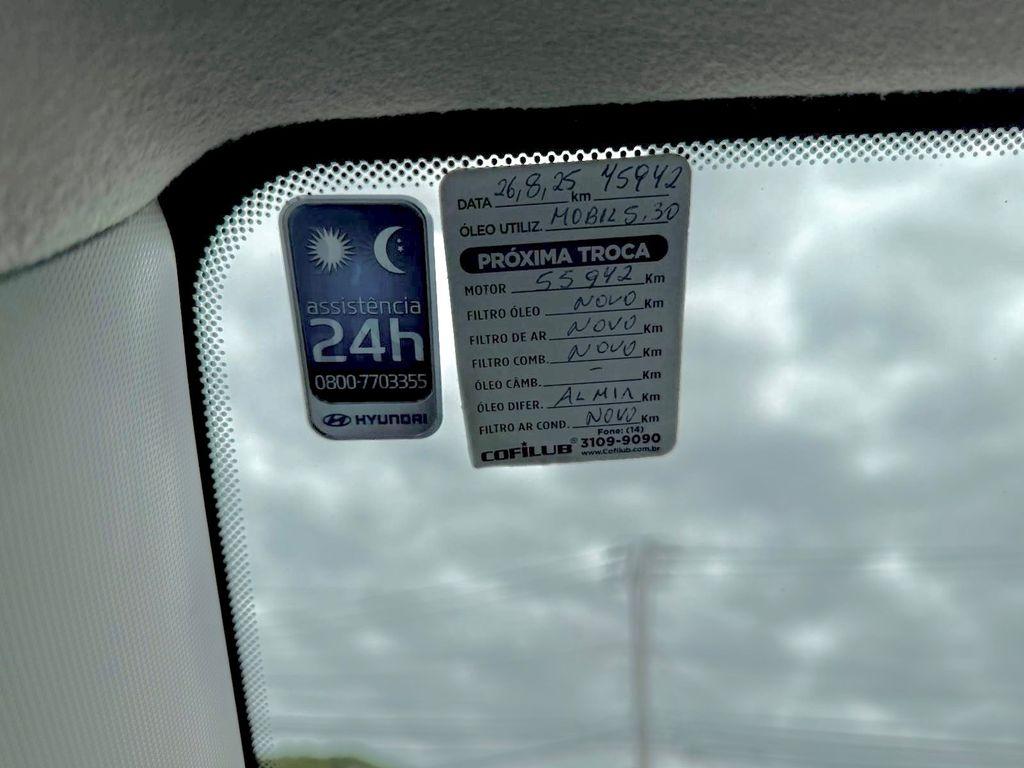 assistência
24h
0800-7703355
HYUNDAI
DATA 26,8,25 km 45942
ÓLEO UTILIZ. MOBIL 5.30
PRÓXIMA TROCA
MOTOR 55942 Km
FILTRO ÓLEO NOVO Km
FILTRO DE AR NOVO Km
FILTRO COMB. NOVO Km
ÓLEO CÂMB. - Km
ÓLEO DIFER. Km
FILTRO AR COND. NOVO Km
COFILUB® Fone: (14)
3109-9090
www.Cofilub.com.br